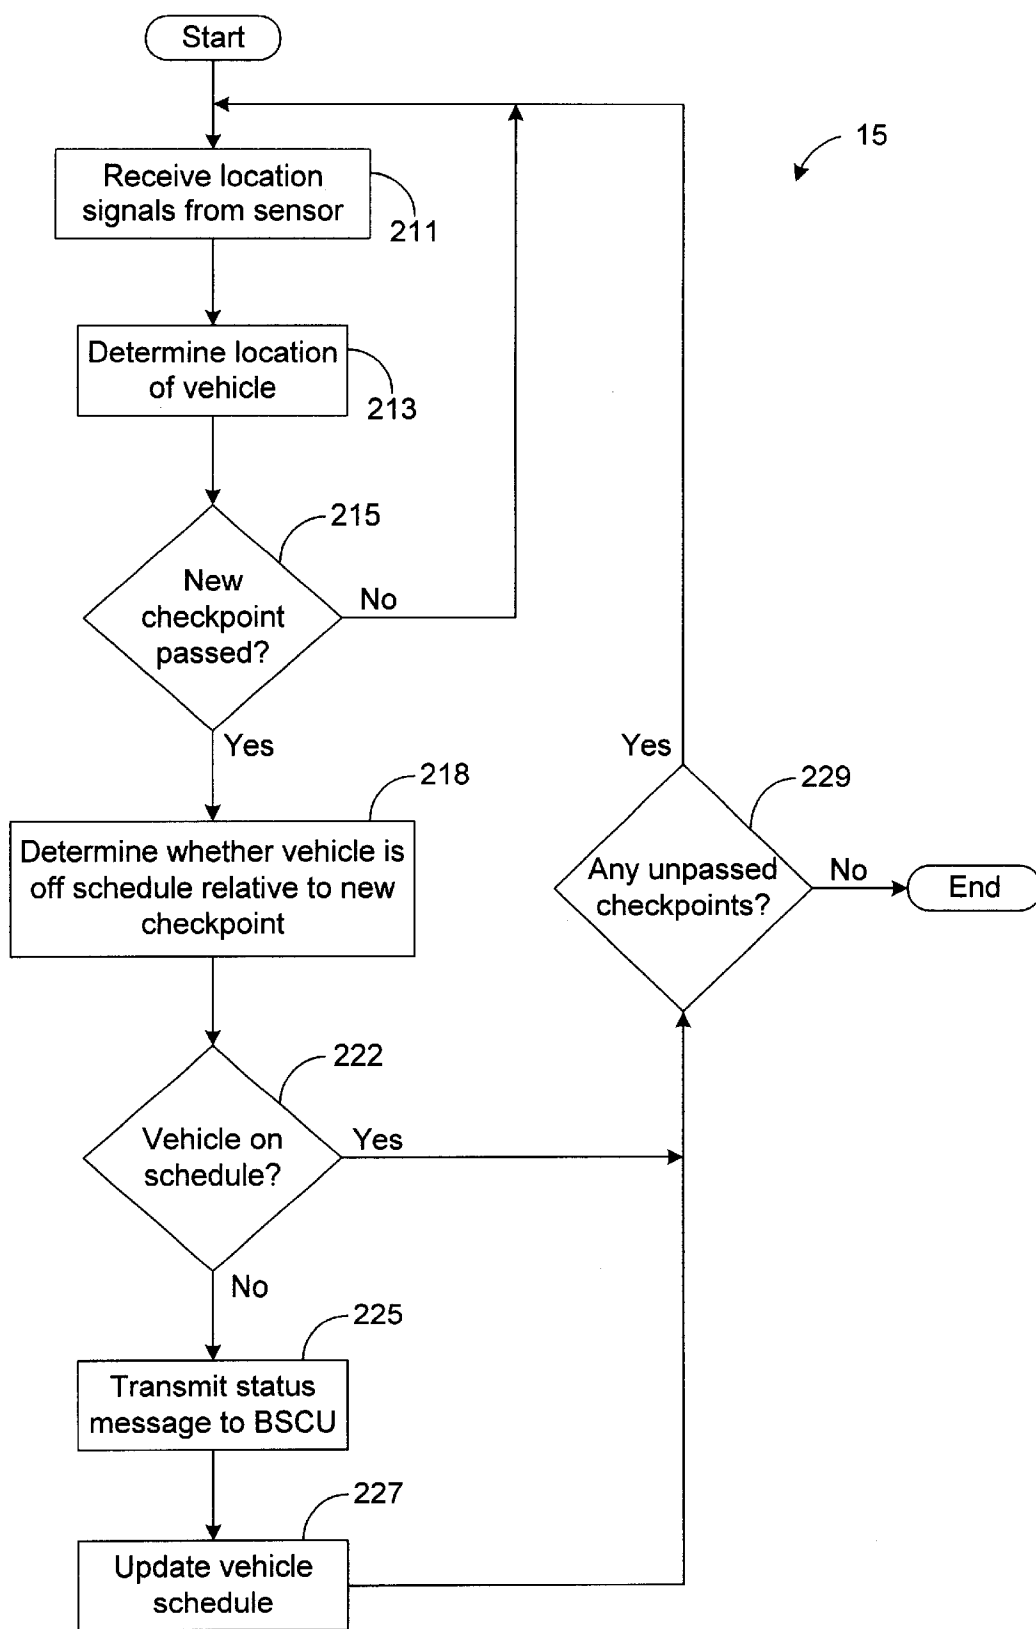 Start
15
Receive location
signals from sensor
211
Determine location
of vehicle
213
215
New
checkpoint
passed?
No
Yes
218
Determine whether vehicle is
off schedule relative to new
checkpoint
222
Vehicle on
schedule?
Yes
No
225
Transmit status
message to BSCU
227
Update vehicle
schedule
Yes
229
Any unpassed
checkpoints?
No
End